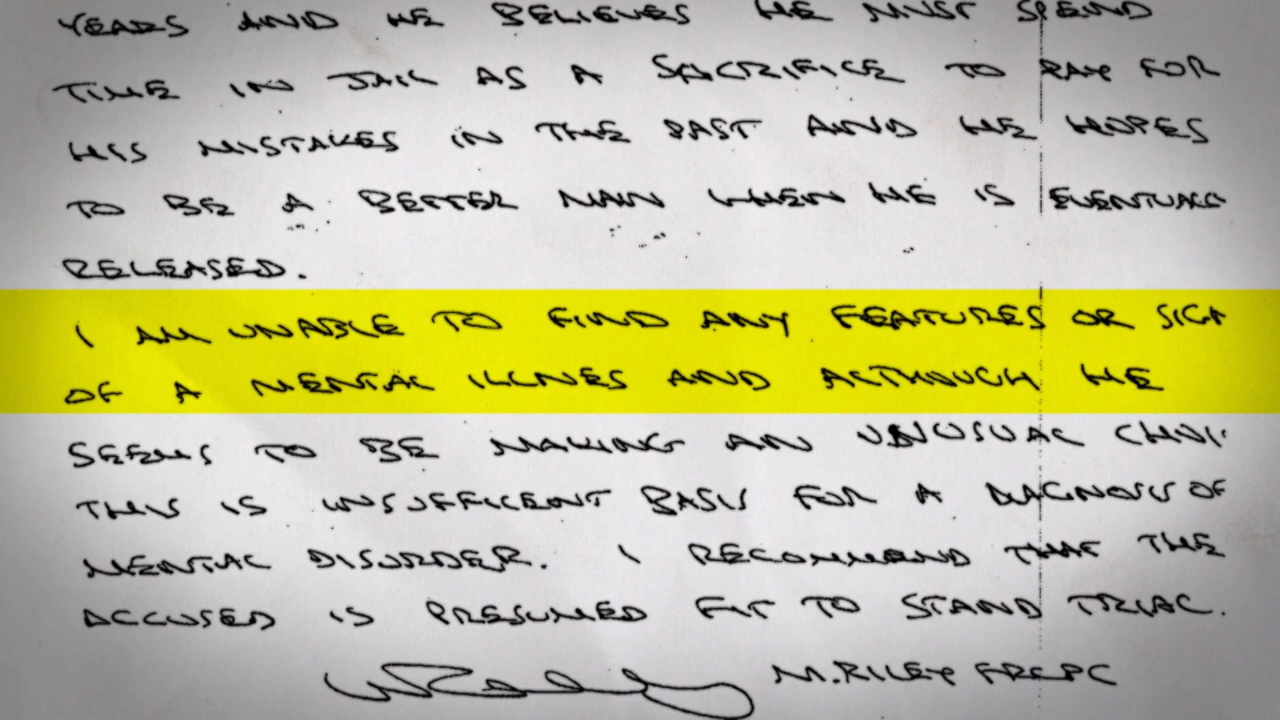 YEARS AND HE BELIEVES HE MUST SPEND
TIME IN JAIL AS A SACRIFICE TO PAY FOR
HIS MISTAKES IN THE PAST AND HE HOPES
TO BE A BETTER MAN WHEN HE IS EVENTUALL
RELEASED.
I AM UNABLE TO FIND ANY FEATURES OR SIGN
OF A MENTAL ILLNES AND ALTHOUGH HE
SEEMS TO BE MAKING AN UNUSUAL CHOI
THIS IS INSUFFICENT BASIS FOR A DIAGNOSIS OF
MENTAL DISORDER. I RECOMMEND THAT THE
ACCUSED IS PRESUMED FIT TO STAND TRIAL.
M. RILEY FRCPC